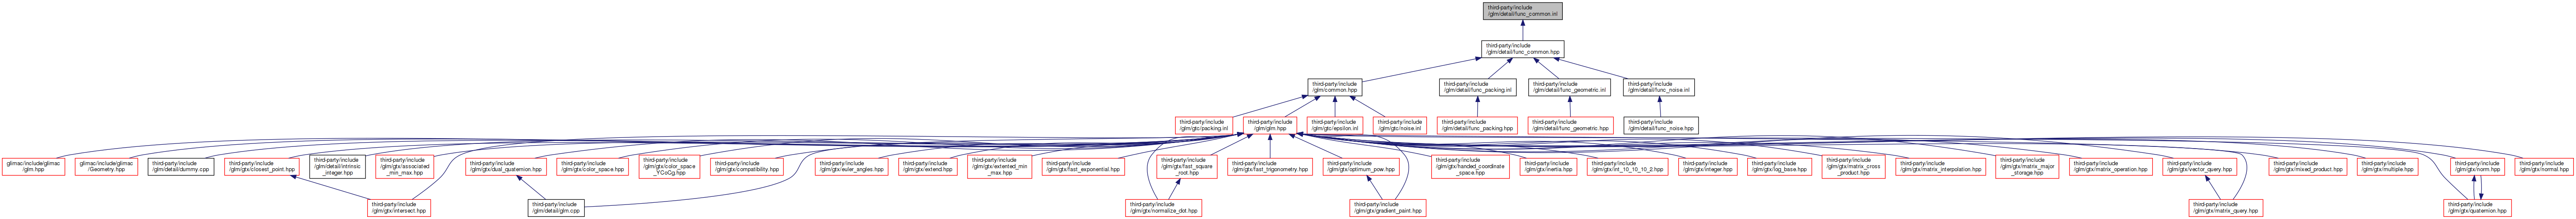 third-party/include
/glm/detail/func_common.inl
third-party/include
/glm/detail/func_common.hpp
third-party/include
/glm/common.hpp
third-party/include
/glm/detail/func_packing.inl
third-party/include
/glm/detail/func_geometric.inl
third-party/include
/glm/detail/func_noise.inl
third-party/include
/glm/gtc/packing.inl
third-party/include
/glm/glm.hpp
third-party/include
/glm/gtc/epsilon.inl
third-party/include
/glm/gtc/noise.inl
third-party/include
/glm/detail/func_packing.hpp
third-party/include
/glm/detail/func_geometric.hpp
third-party/include
/glm/detail/func_noise.hpp
glimac/include/glimac
/glm.hpp
glimac/include/glimac
/Geometry.hpp
third-party/include
/glm/detail/dummy.cpp
third-party/include
/glm/gtx/closest_point.hpp
third-party/include
/glm/detail/intrinsic
_integer.hpp
third-party/include
/glm/gtx/associated
_min_max.hpp
third-party/include
/glm/gtx/dual_quaternion.hpp
third-party/include
/glm/gtx/color_space.hpp
third-party/include
/glm/gtx/color_space
_YCoCg.hpp
third-party/include
/glm/gtx/compatibility.hpp
third-party/include
/glm/gtx/euler_angles.hpp
third-party/include
/glm/gtx/extend.hpp
third-party/include
/glm/gtx/extented_min
_max.hpp
third-party/include
/glm/gtx/fast_exponential.hpp
third-party/include
/glm/gtx/fast_square
_root.hpp
third-party/include
/glm/gtx/fast_trigonometry.hpp
third-party/include
/glm/gtx/optimum_pow.hpp
third-party/include
/glm/gtx/handed_coordinate
_space.hpp
third-party/include
/glm/gtx/inertia.hpp
third-party/include
/glm/gtx/int_10_10_10_2.hpp
third-party/include
/glm/gtx/integer.hpp
third-party/include
/glm/gtx/log_base.hpp
third-party/include
/glm/gtx/matrix_cross
_product.hpp
third-party/include
/glm/gtx/matrix_interpolation.hpp
third-party/include
/glm/gtx/matrix_major
_storage.hpp
third-party/include
/glm/gtx/matrix_operation.hpp
third-party/include
/glm/gtx/vector_query.hpp
third-party/include
/glm/gtx/mixed_product.hpp
third-party/include
/glm/gtx/multiple.hpp
third-party/include
/glm/gtx/norm.hpp
third-party/include
/glm/gtx/normal.hpp
third-party/include
/glm/gtx/intersect.hpp
third-party/include
/glm/detail/glm.cpp
third-party/include
/glm/gtx/normalize_dot.hpp
third-party/include
/glm/gtx/gradient_paint.hpp
third-party/include
/glm/gtx/matrix_query.hpp
third-party/include
/glm/gtx/quaternion.hpp